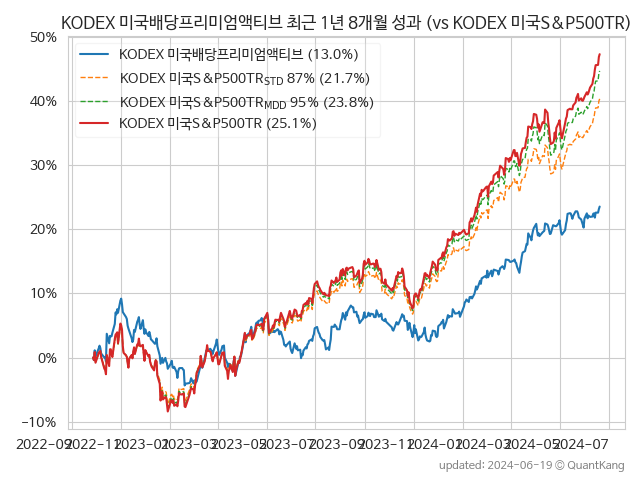 KODEX 미국배당프리미엄액티브 최근 1년 8개월 성과 (vs KODEX 미국S&P500TR)
50%
40%
30%
20%
10%
0%
−10%
KODEX 미국배당프리미엄액티브 (13.0%)
KODEX 미국S&P500TR_STD 87% (21.7%)
KODEX 미국S&P500TR_MDD 95% (23.8%)
KODEX 미국S&P500TR (25.1%)
2022-09 2022-11 2023-01 2023-03 2023-05 2023-07 2023-09 2023-11 2024-01 2024-03 2024-05 2024-07
updated: 2024-06-19 © QuantKang